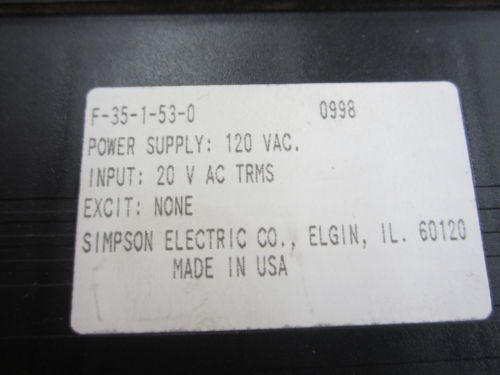 F-35-1-53-0 0998
POWER SUPPLY: 120 VAC.
INPUT: 20 V AC TRMS
EXCIT: NONE
SIMPSON ELECTRIC CO., ELGIN, IL. 60120
MADE IN USA